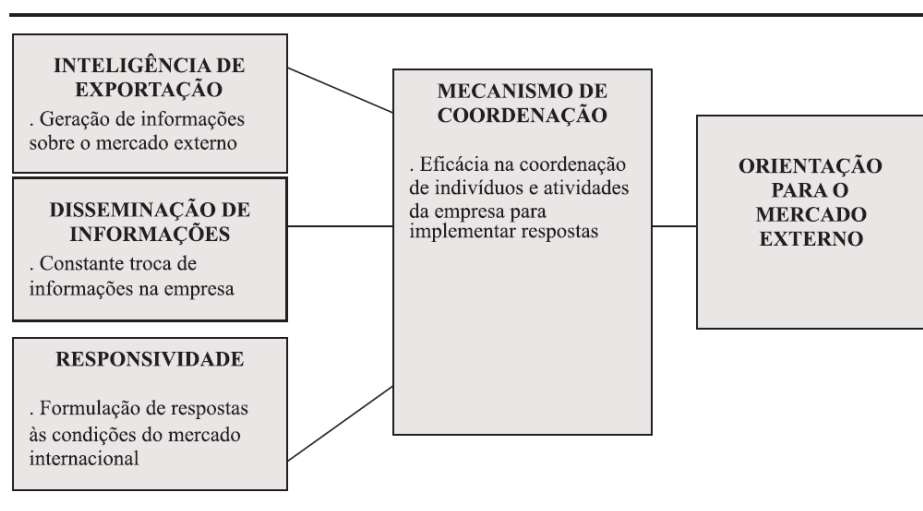 INTELIGÊNCIA DE
EXPORTAÇÃO
. Geração de informações
sobre o mercado externo
DISSEMINAÇÃO DE
INFORMAÇÕES
. Constante troca de
informações na empresa
RESPONSIVIDADE
. Formulação de respostas
às condições do mercado
internacional
MECANISMO DE
COORDENAÇÃO
. Eficácia na coordenação
de indivíduos e atividades
da empresa para
implementar respostas
ORIENTAÇÃO
PARA O
MERCADO
EXTERNO